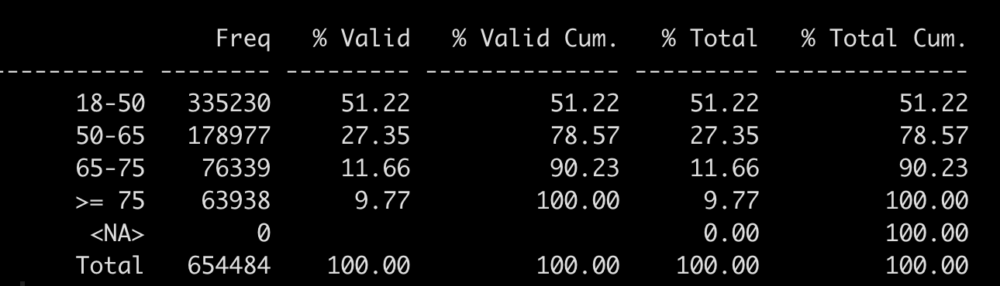 Freq % Valid % Valid Cum. % Total % Total Cum.
----------- -------- --------- -------------- --------- --------------
18-50 335230 51.22 51.22 51.22 51.22
50-65 178977 27.35 78.57 27.35 78.57
65-75 76339 11.66 90.23 11.66 90.23
>= 75 63938 9.77 100.00 9.77 100.00
<NA> 0 0.00 100.00
Total 654484 100.00 100.00 100.00 100.00